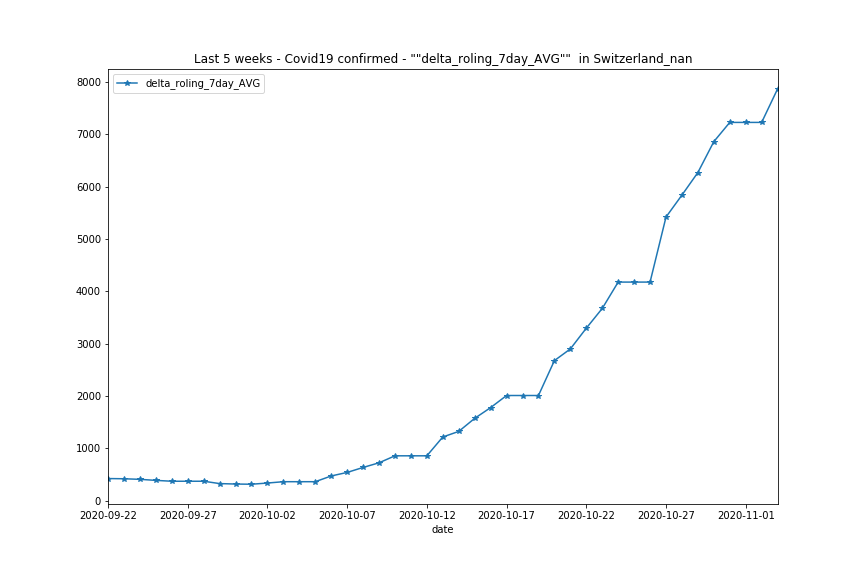 Last 5 weeks - Covid19 confirmed - ""delta_roling_7day_AVG""  in Switzerland_nan
delta_roling_7day_AVG
8000
7000
6000
5000
4000
3000
2000
1000
0
2020-09-22 2020-09-27 2020-10-02 2020-10-07 2020-10-12 2020-10-17 2020-10-22 2020-10-27 2020-11-01
date